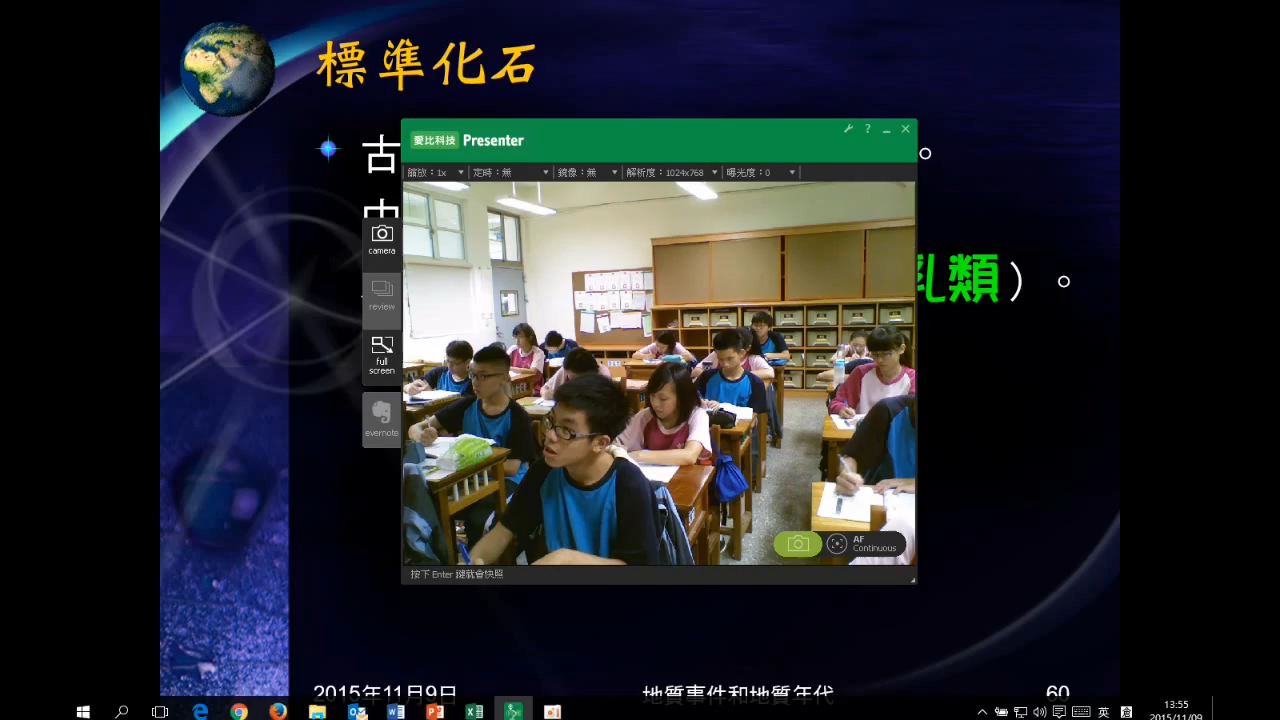 標準化石
古
。
中
乳類）。
愛比科技 Presenter
縮放：1x 定時：無 鏡像：無 解析度：1024x768 曝光度：0
camera
review
full
screen
evernote
AF
Continuous
按下 Enter 鍵就會快照
2015年11月9日 地質事件和地質年代 60
英 倉
13:55
2015/11/09